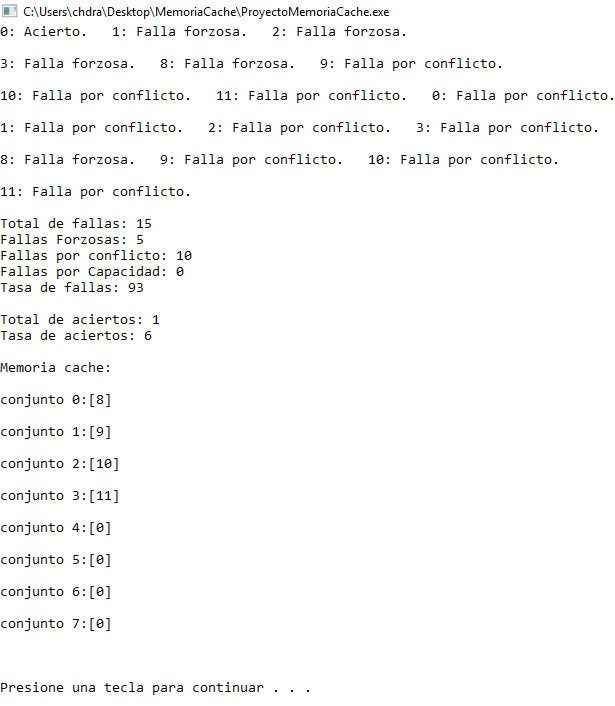 C:\Users\chdra\Desktop\MemoriaCache\ProyectoMemoriaCache.exe
0: Acierto.   1: Falla forzosa.   2: Falla forzosa.
3: Falla forzosa.   8: Falla forzosa.   9: Falla por conflicto.
10: Falla por conflicto.   11: Falla por conflicto.   0: Falla por conflicto.
1: Falla por conflicto.   2: Falla por conflicto.   3: Falla por conflicto.
8: Falla forzosa.   9: Falla por conflicto.   10: Falla por conflicto.
11: Falla por conflicto.
Total de fallas: 15
Fallas Forzosas: 5
Fallas por conflicto: 10
Fallas por Capacidad: 0
Tasa de fallas: 93
Total de aciertos: 1
Tasa de aciertos: 6
Memoria cache:
conjunto 0:[8]
conjunto 1:[9]
conjunto 2:[10]
conjunto 3:[11]
conjunto 4:[0]
conjunto 5:[0]
conjunto 6:[0]
conjunto 7:[0]
Presione una tecla para continuar . . .